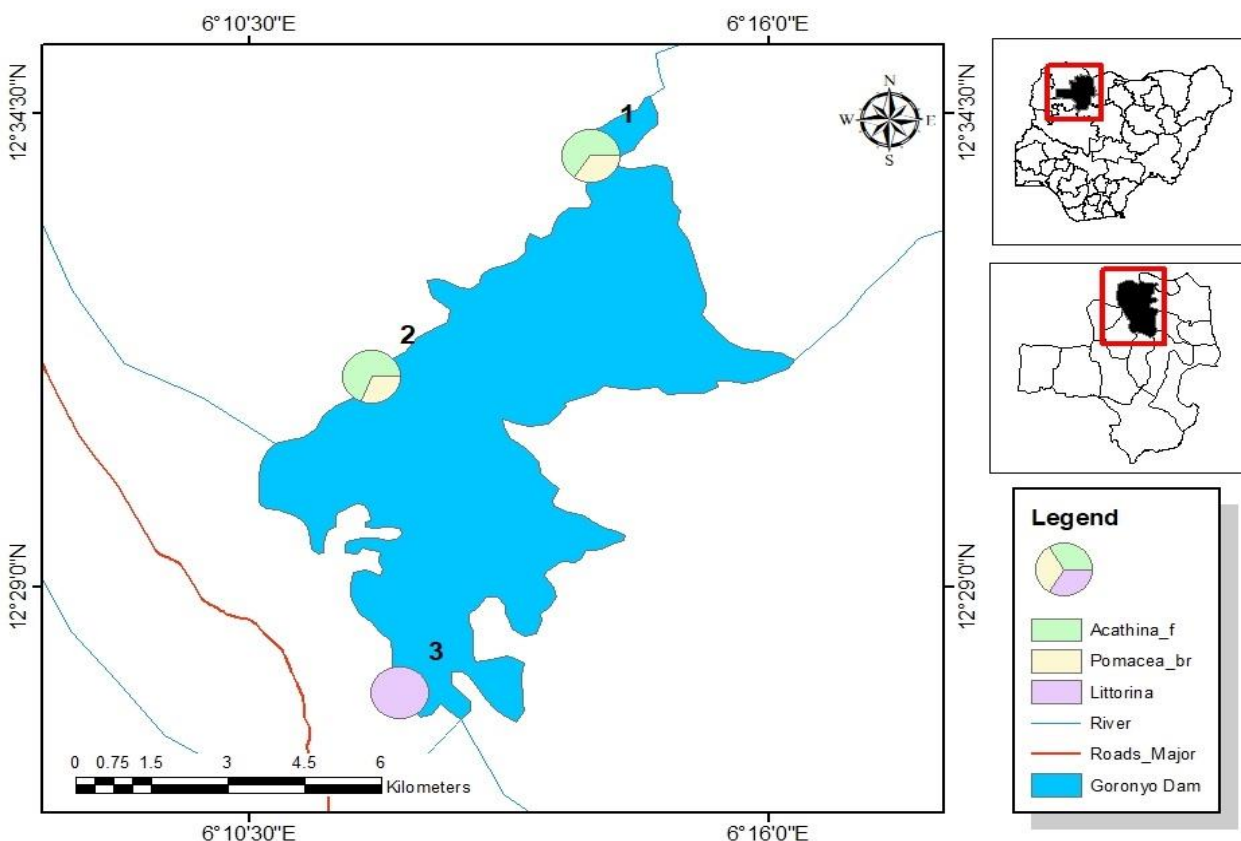 6°10'30"E
6°16'0"E
12°34'30"N
12°34'30"N
N
W E
S
1
2
3
12°29'0"N
12°29'0"N
0 0.75 1.5 3 4.5 6
Kilometers
6°10'30"E
6°16'0"E
Legend
Acathina_f
Pomacea_br
Littorina
River
Roads_Major
Goronyo Dam